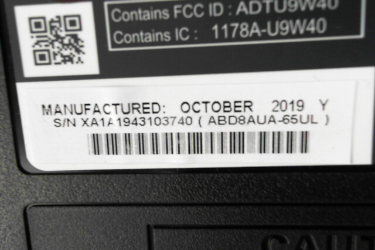 Contains FCC ID : ADTU9W40
Contains IC : 1178A-U9W40
MANUFACTURED: OCTOBER 2019 Y
S/N XA1A1943103740 ( ABD8AUA-65UL )